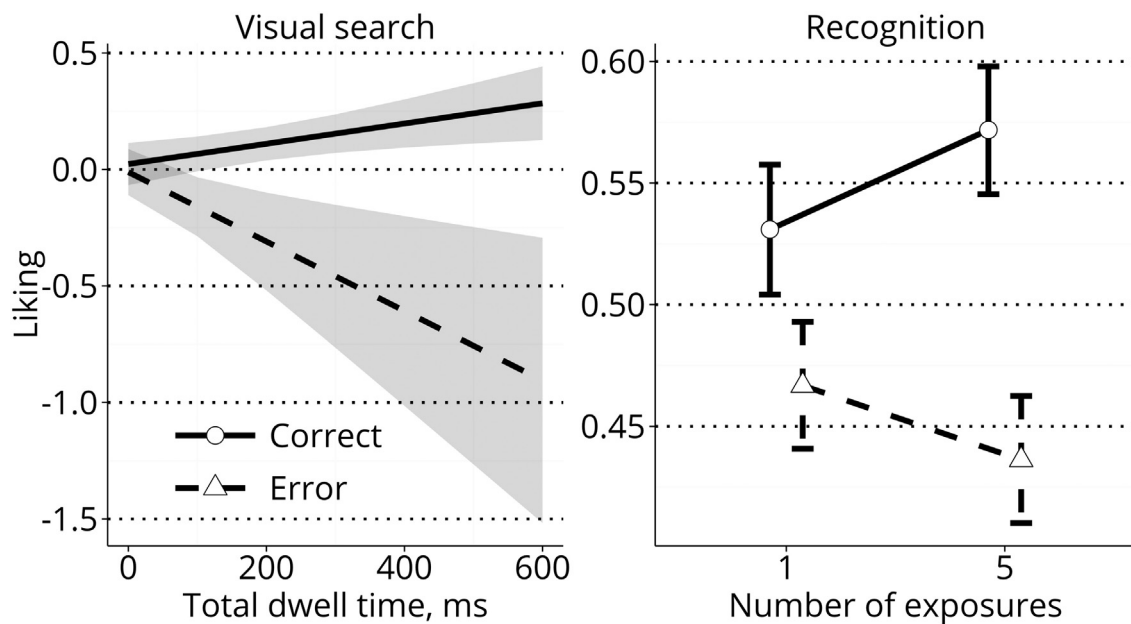 Visual search
Recognition
Liking
0.5
0.0
-0.5
-1.0
-1.5
Correct
Error
0 200 400 600
Total dwell time, ms
0.60
0.55
0.50
0.45
1 5
Number of exposures